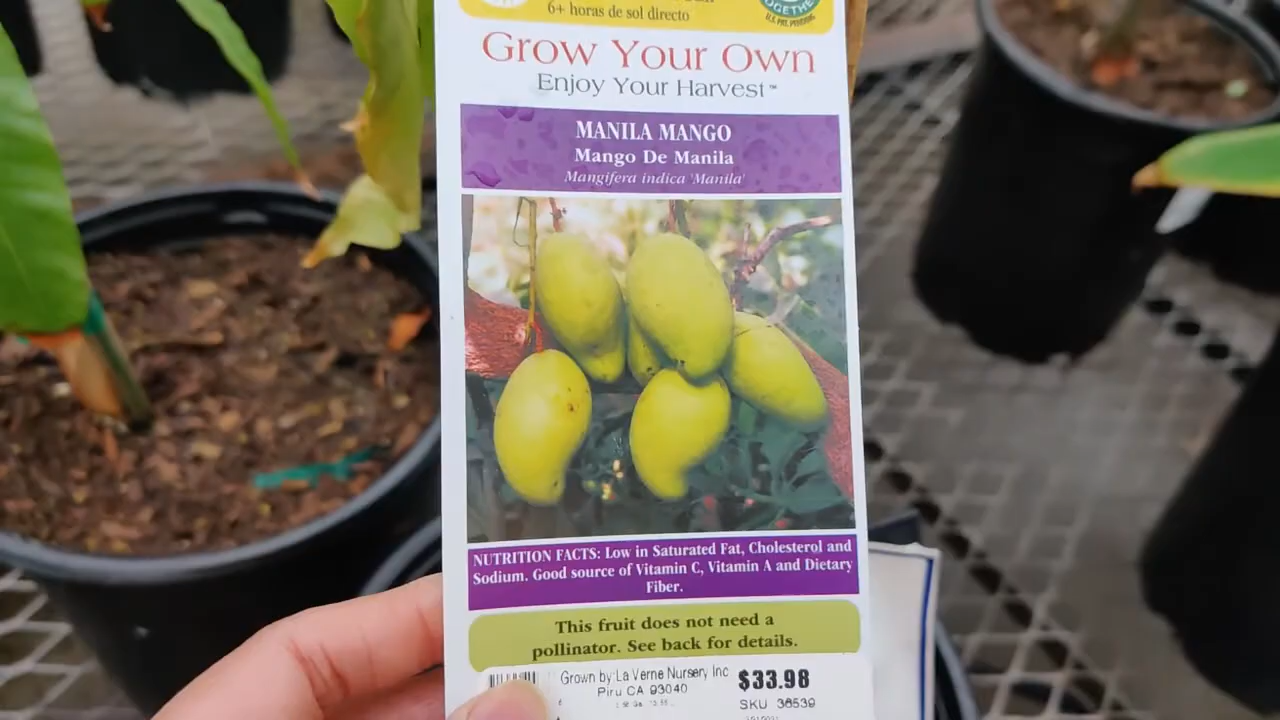 6+ horas de sol directo
OGETHE
U.S. PAT. PENDING
Grow Your Own
Enjoy Your Harvest™
MANILA MANGO
Mango De Manila
Mangifera indica 'Manila'
NUTRITION FACTS: Low in Saturated Fat, Cholesterol and
Sodium. Good source of Vitamin C, Vitamin A and Dietary
Fiber.
This fruit does not need a
pollinator. See back for details.
Grown by: La Verne Nursery Inc
Piru CA 93040
$33.98
SKU 38539